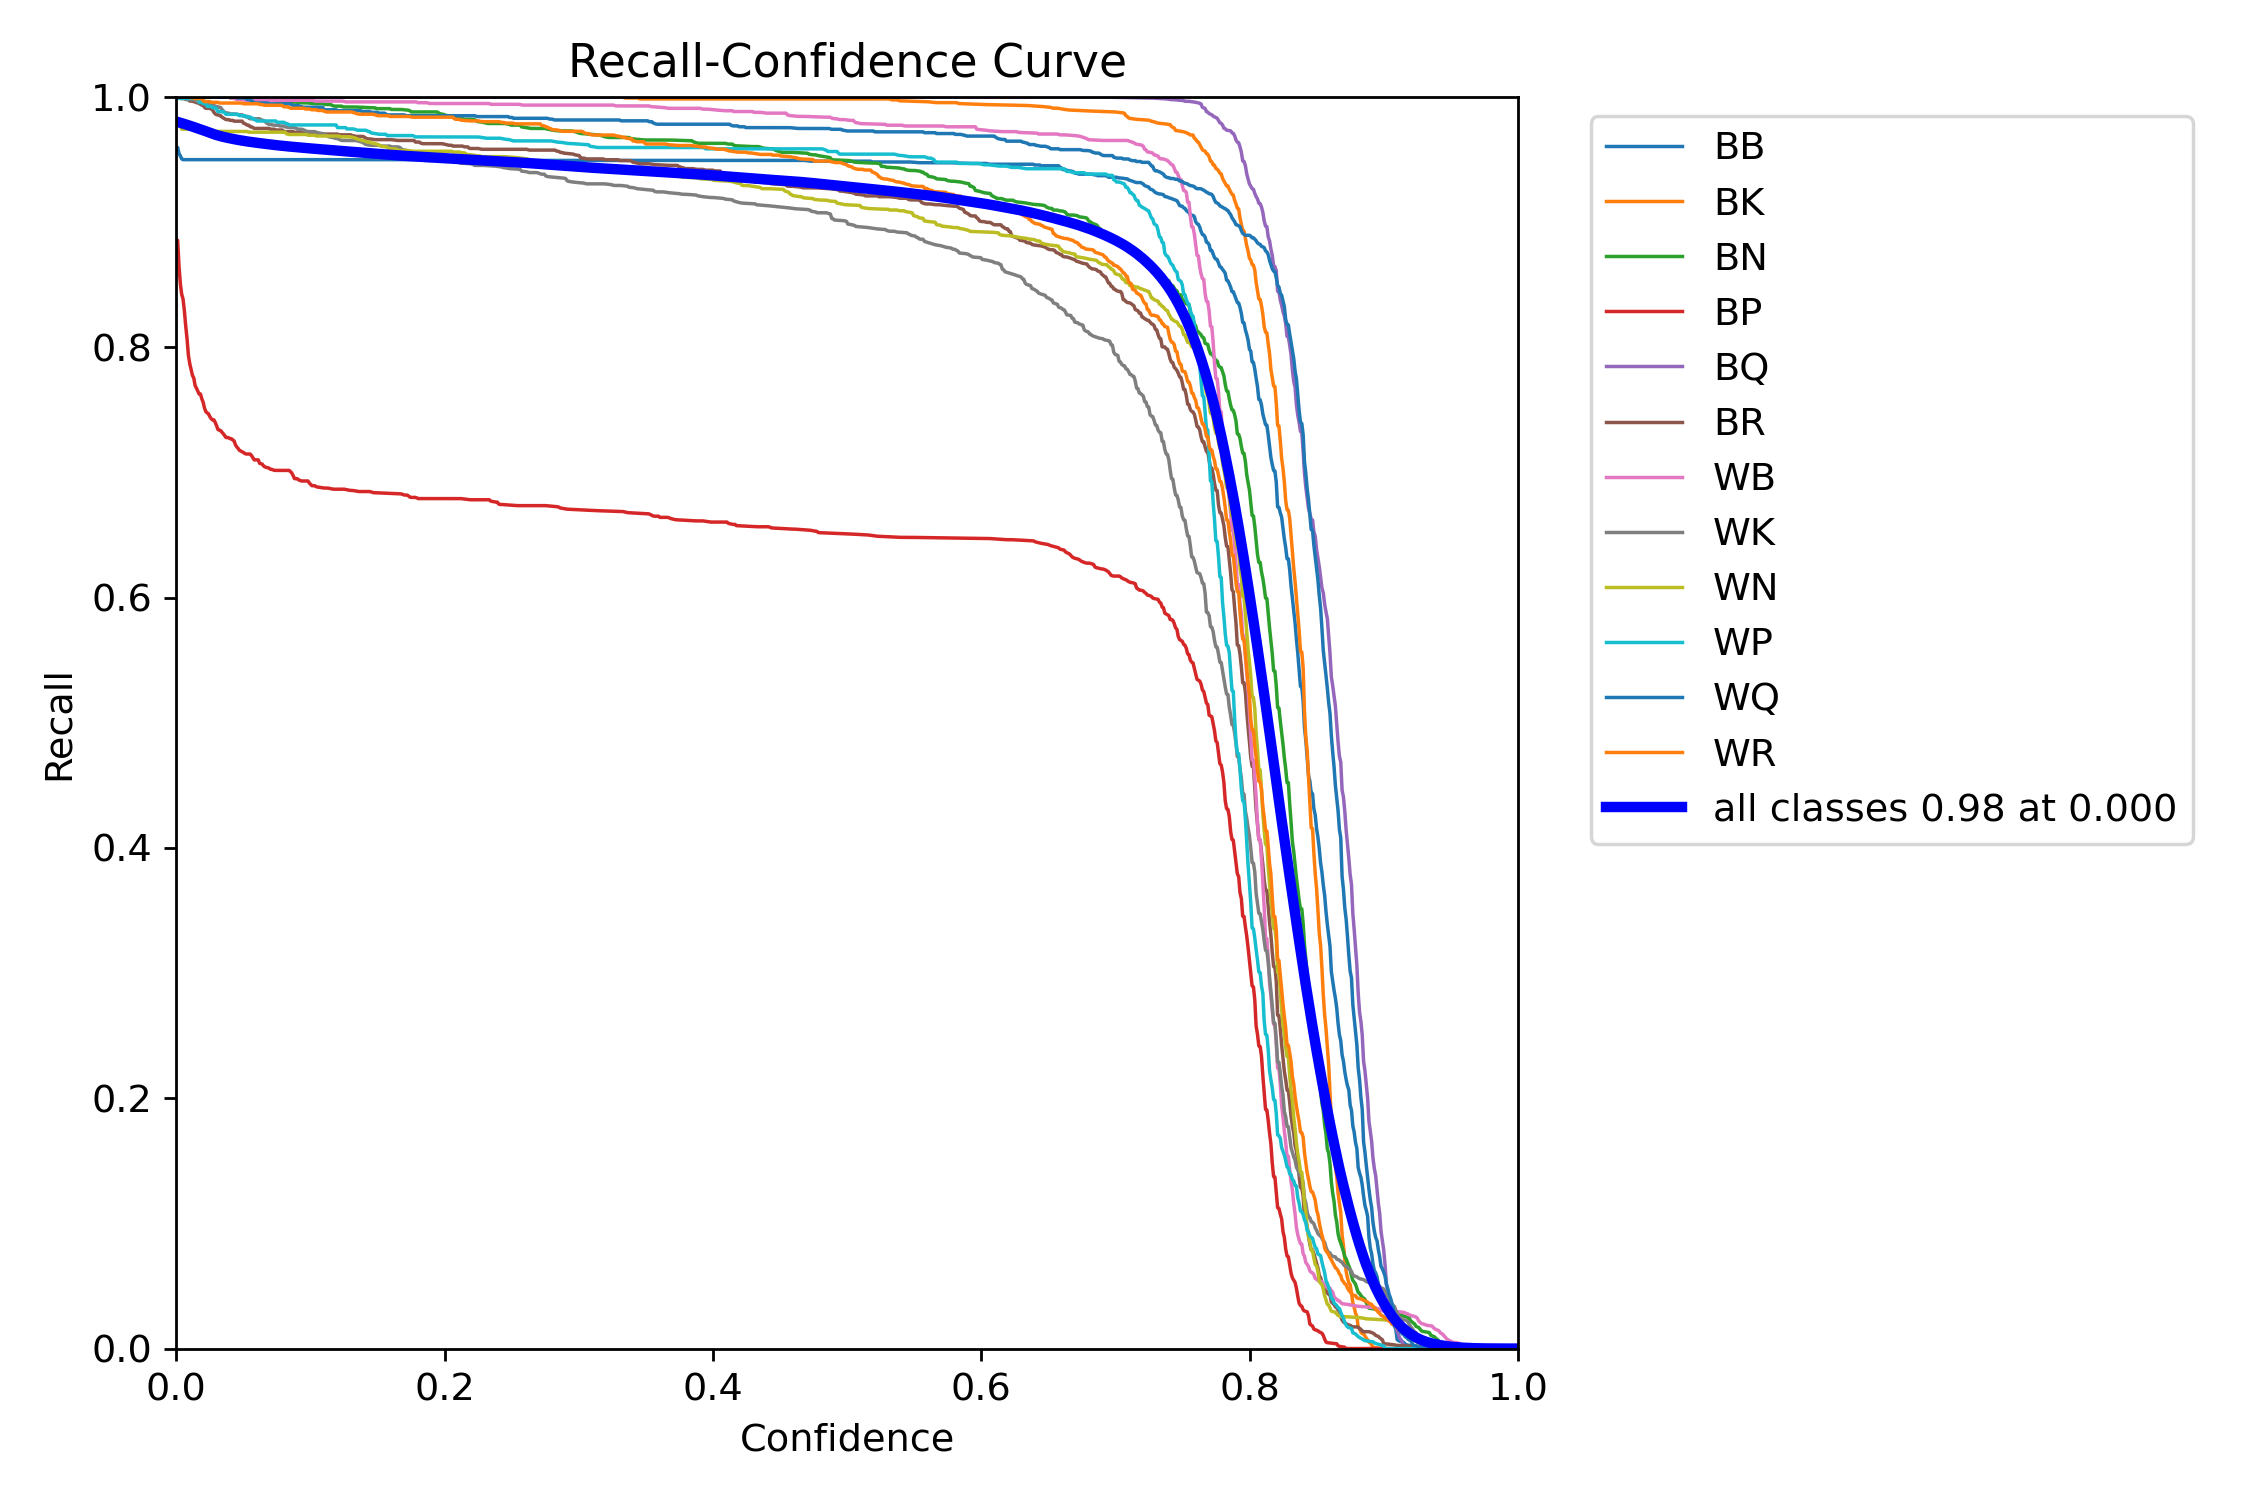 Recall-Confidence Curve
1.0
0.8
0.6
0.4
0.2
0.0
Recall
0.0 0.2 0.4 0.6 0.8 1.0
Confidence
BB
BK
BN
BP
BQ
BR
WB
WK
WN
WP
WQ
WR
all classes 0.98 at 0.000